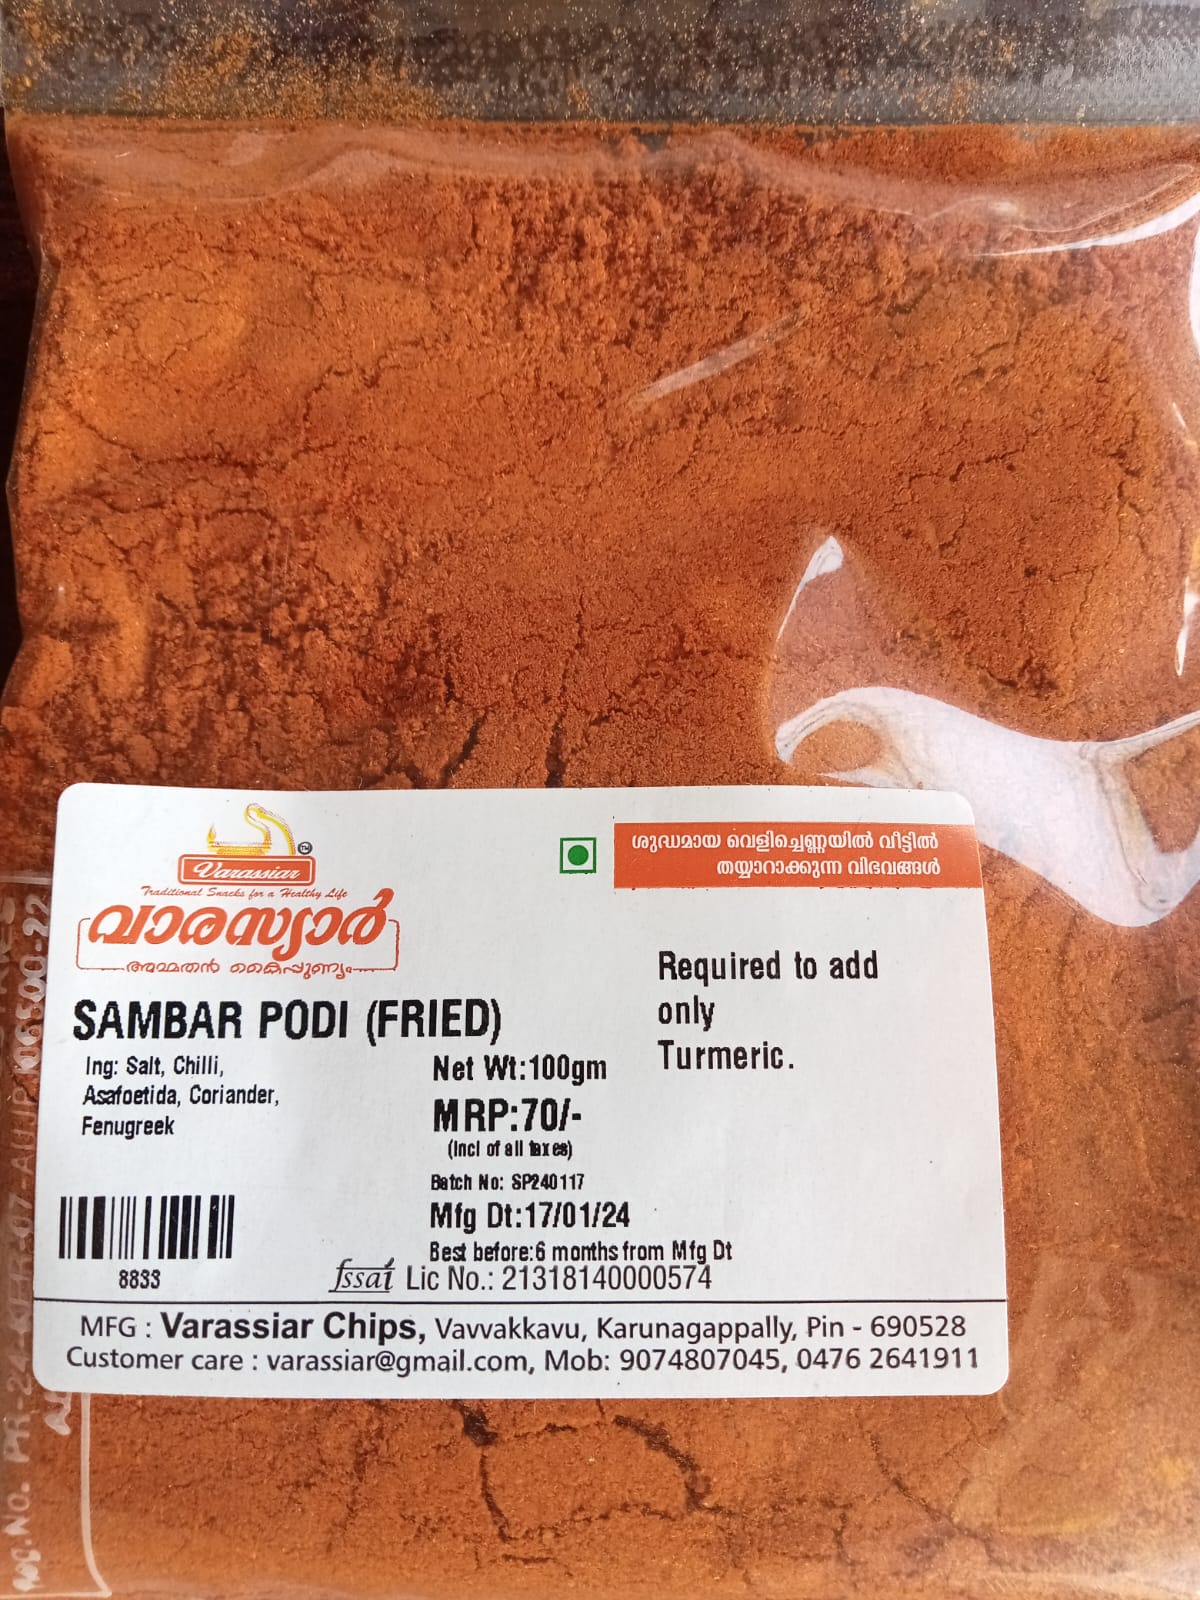 Varassiar
TM
Traditional Snacks for a Healthy Life
വാരസ്യാർ
അമ്മതൻ കൈപ്പുണ്യം
ശുദ്ധമായ വെളിച്ചെണ്ണയിൽ വീട്ടിൽ
തയ്യാറാക്കുന്ന വിഭവങ്ങൾ
SAMBAR PODI (FRIED)
Ing: Salt, Chilli,
Asafoetida, Coriander,
Fenugreek
Net Wt:100gm
MRP:70/-
(Incl of all taxes)
Batch No: SP240117
Mfg Dt:17/01/24
Best before:6 months from Mfg Dt
Required to add
only
Turmeric.
8833
fssai Lic No.: 21318140000574
MFG : Varassiar Chips, Vavvakkavu, Karunagappally, Pin - 690528
Customer care : varassiar@gmail.com, Mob: 9074807045, 0476 2641911